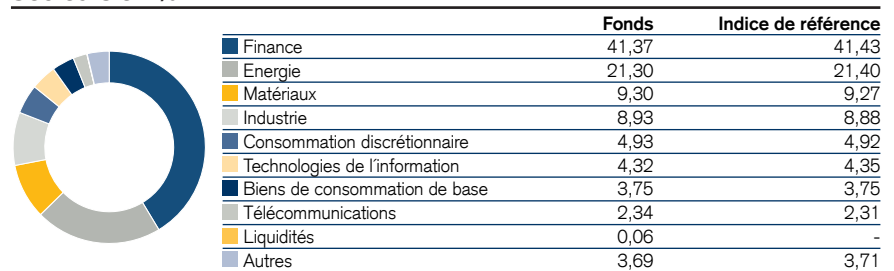 Fonds Indice de référence
Finance 41,37 41,43
Energie 21,30 21,40
Matériaux 9,30 9,27
Industrie 8,93 8,88
Consommation discrétionnaire 4,93 4,92
Technologies de l´information 4,32 4,35
Biens de consommation de base 3,75 3,75
Télécommunications 2,34 2,31
Liquidités 0,06 -
Autres 3,69 3,71